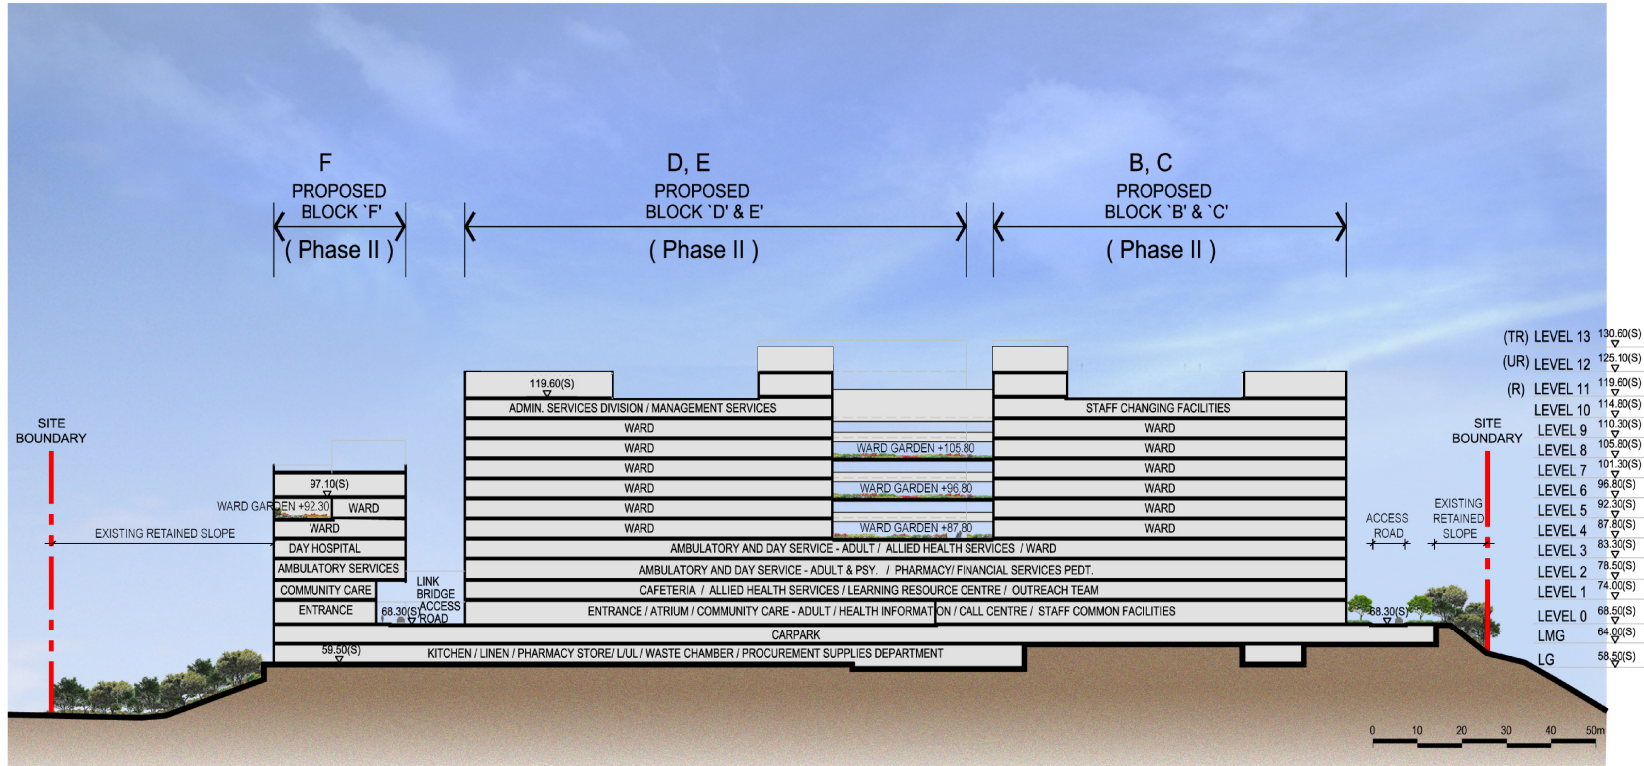 F
PROPOSED
BLOCK `F'
( Phase II )
D, E
PROPOSED
BLOCK `D' & E'
( Phase II )
B, C
PROPOSED
BLOCK `B' & `C'
( Phase II )
(TR) LEVEL 13 130.60(S)
(UR) LEVEL 12 125.10(S)
(R) LEVEL 11 119.60(S)
LEVEL 10 114.80(S)
LEVEL 9 110.30(S)
LEVEL 8 105.80(S)
LEVEL 7 101.30(S)
LEVEL 6 96.80(S)
LEVEL 5 92.30(S)
LEVEL 4 87.80(S)
LEVEL 3 83.30(S)
LEVEL 2 78.50(S)
LEVEL 1 74.00(S)
LEVEL 0 68.50(S)
LMG 64.00(S)
LG 58.50(S)
SITE
BOUNDARY
EXISTING RETAINED SLOPE
97.10(S)
WARD GARDEN +92.30
WARD
WARD
DAY HOSPITAL
AMBULATORY SERVICES
COMMUNITY CARE
ENTRANCE
LINK
BRIDGE
ACCESS
ROAD
68.30(S)
119.60(S)
ADMIN. SERVICES DIVISION / MANAGEMENT SERVICES
WARD
WARD
WARD
WARD
WARD
WARD
WARD GARDEN +105.80
WARD GARDEN +96.80
WARD GARDEN +87.80
STAFF CHANGING FACILITIES
WARD
WARD
WARD
WARD
WARD
WARD
AMBULATORY AND DAY SERVICE - ADULT / ALLIED HEALTH SERVICES / WARD
AMBULATORY AND DAY SERVICE - ADULT & PSY. / PHARMACY/ FINANCIAL SERVICES PEDT.
CAFETERIA / ALLIED HEALTH SERVICES / LEARNING RESOURCE CENTRE / OUTREACH TEAM
ENTRANCE / ATRIUM / COMMUNITY CARE - ADULT / HEALTH INFORMATION / CALL CENTRE / STAFF COMMON FACILITIES
CARPARK
59.50(S)
KITCHEN / LINEN / PHARMACY STORE/ L/UL / WASTE CHAMBER / PROCUREMENT SUPPLIES DEPARTMENT
ACCESS
ROAD
68.30(S)
EXISTING
RETAINED
SLOPE
SITE
BOUNDARY
0 10 20 30 40 50m